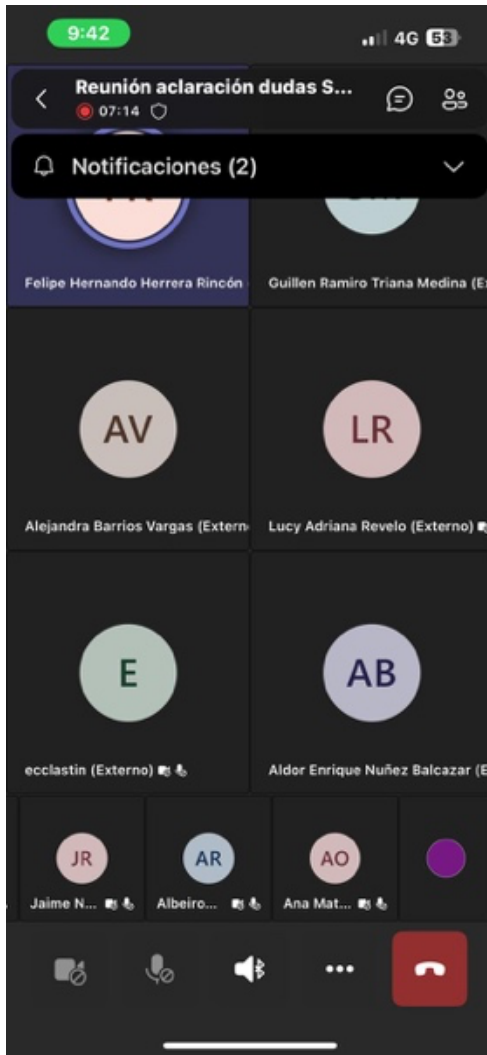 9:42
4G 53
Reunión aclaración dudas S...
07:14
Notificaciones (2)
Felipe Hernando Herrera Rincón
Guillen Ramiro Triana Medina (E
AV
LR
Alejandra Barrios Vargas (Extern
Lucy Adriana Revelo (Externo)
E
AB
ecclastin (Externo)
Aldor Enrique Nuñez Balcazar (E
JR
AR
AO
Jaime N...
Albeiro...
Ana Mat...